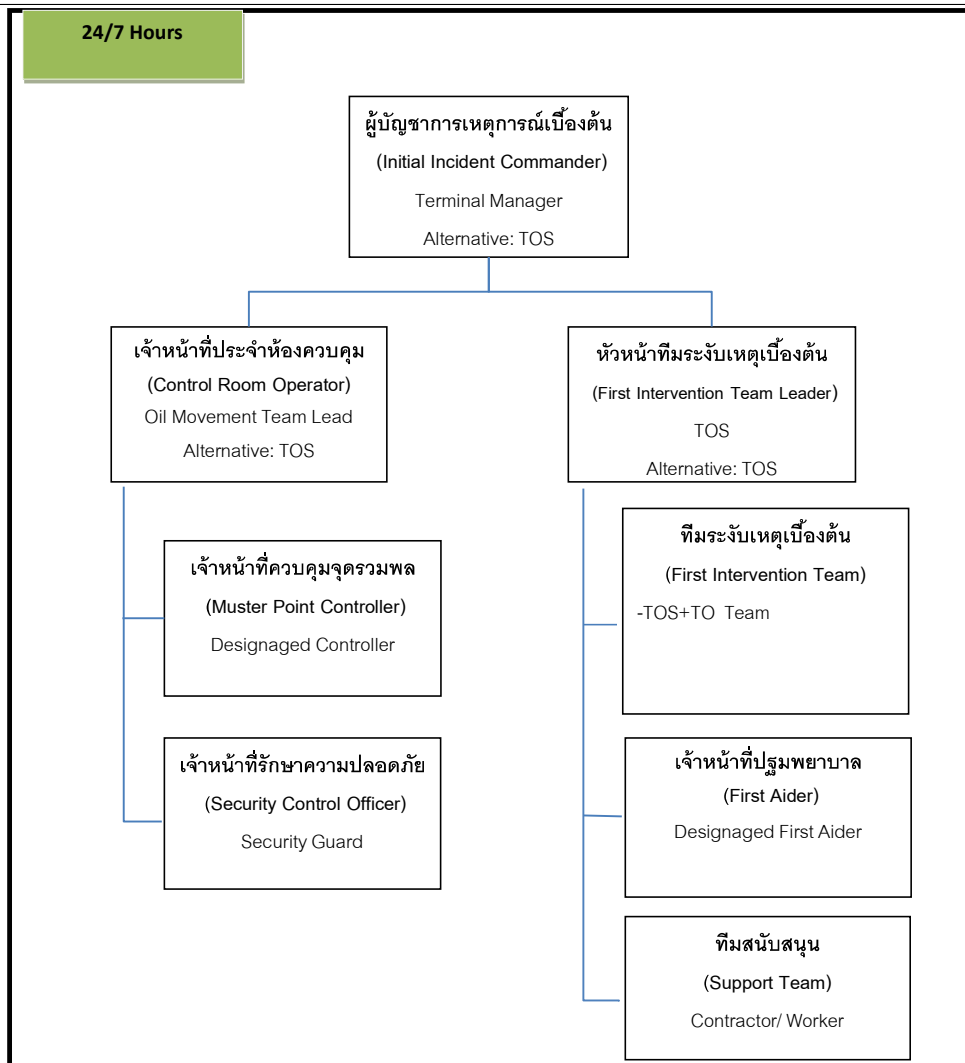 24/7 Hours
ผู้บัญชาการเหตุการณ์เบื้องต้น
(Initial Incident Commander)
Terminal Manager
Alternative: TOS
เจ้าหน้าที่ประจำห้องควบคุม
(Control Room Operator)
Oil Movement Team Lead
Alternative: TOS
เจ้าหน้าที่ควบคุมจุดรวมพล
(Muster Point Controller)
Designaged Controller
เจ้าหน้าที่รักษาความปลอดภัย
(Security Control Officer)
Security Guard
หัวหน้าทีมระงับเหตุเบื้องต้น
(First Intervention Team Leader)
TOS
Alternative: TOS
ทีมระงับเหตุเบื้องต้น
(First Intervention Team)
-TOS+TO Team
เจ้าหน้าที่ปฐมพยาบาล
(First Aider)
Designaged First Aider
ทีมสนับสนุน
(Support Team)
Contractor/ Worker